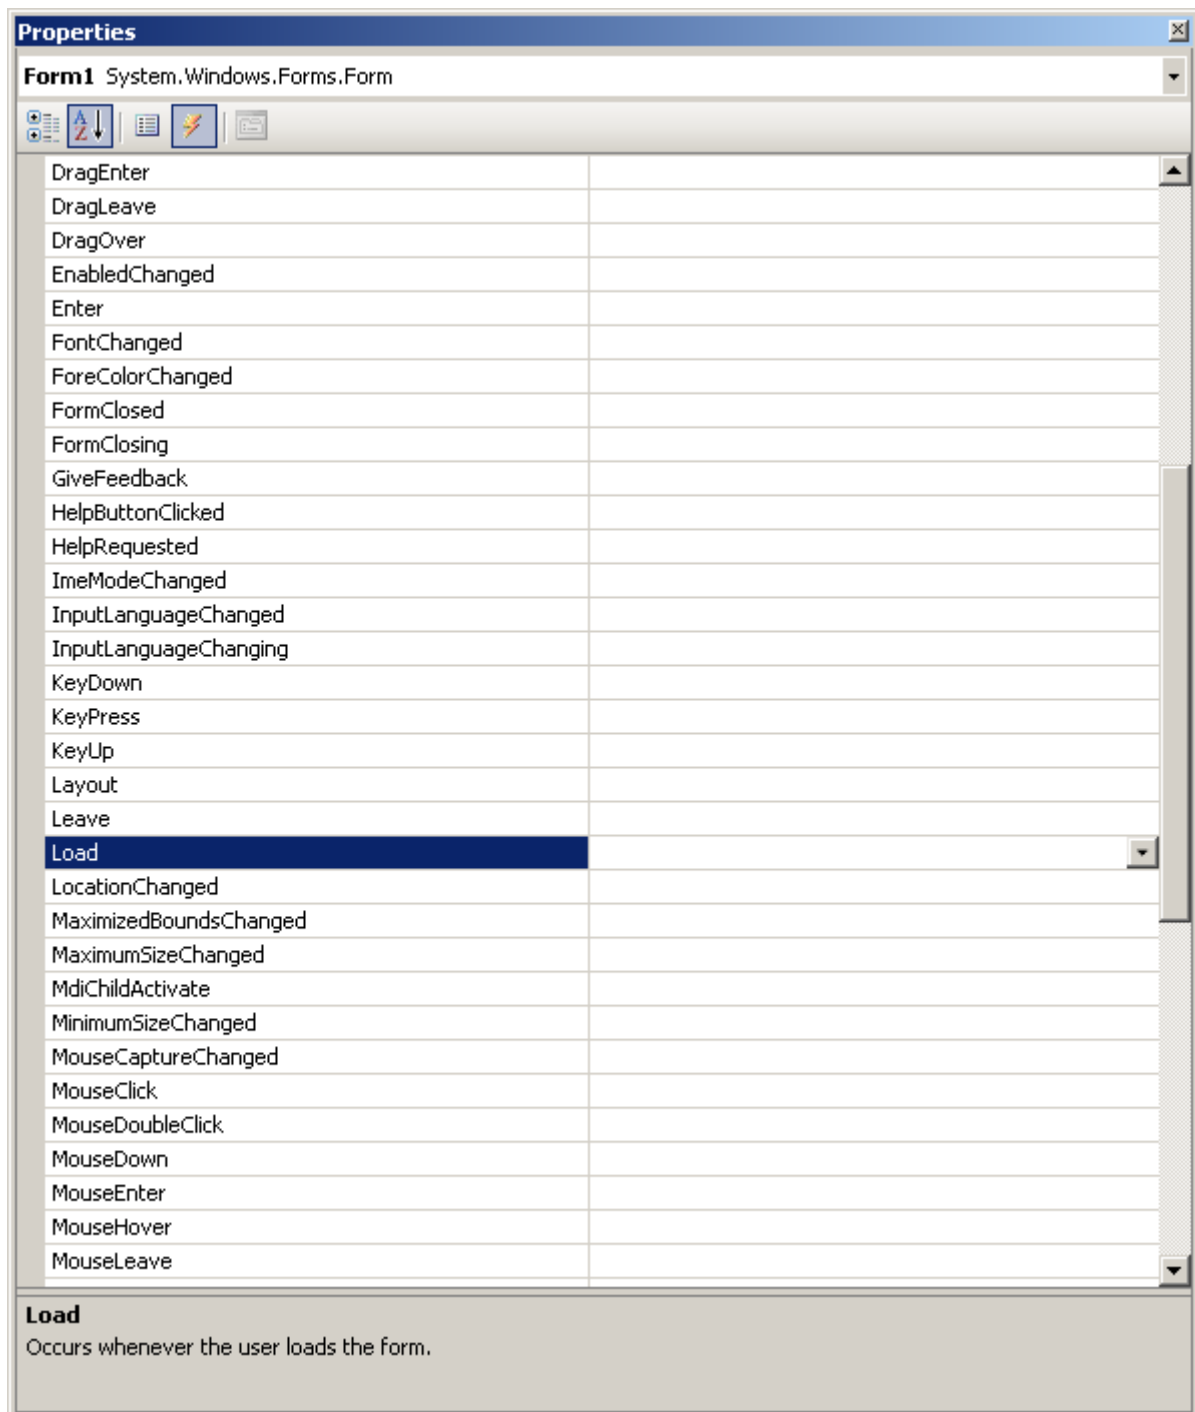 Properties
Form1 System.Windows.Forms.Form
DragEnter
DragLeave
DragOver
EnabledChanged
Enter
FontChanged
ForeColorChanged
FormClosed
FormClosing
GiveFeedback
HelpButtonClicked
HelpRequested
ImeModeChanged
InputLanguageChanged
InputLanguageChanging
KeyDown
KeyPress
KeyUp
Layout
Leave
Load
LocationChanged
MaximizedBoundsChanged
MaximumSizeChanged
MdiChildActivate
MinimumSizeChanged
MouseCaptureChanged
MouseClick
MouseDoubleClick
MouseDown
MouseEnter
MouseHover
MouseLeave
Load
Occurs whenever the user loads the form.